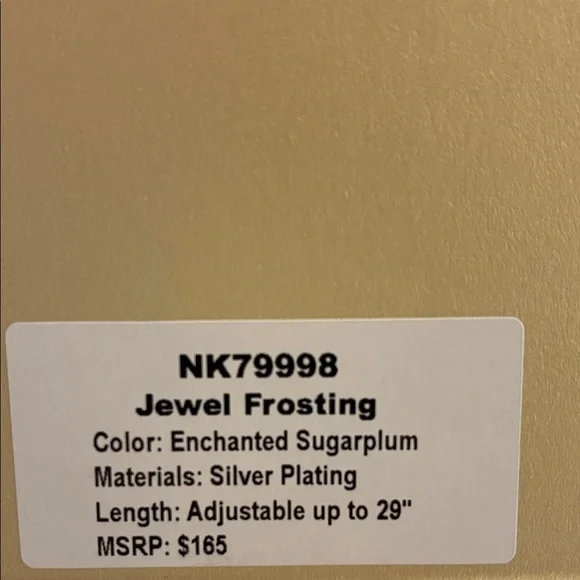 NK79998
Jewel Frosting
Color: Enchanted Sugarplum
Materials: Silver Plating
Length: Adjustable up to 29"
MSRP: $165